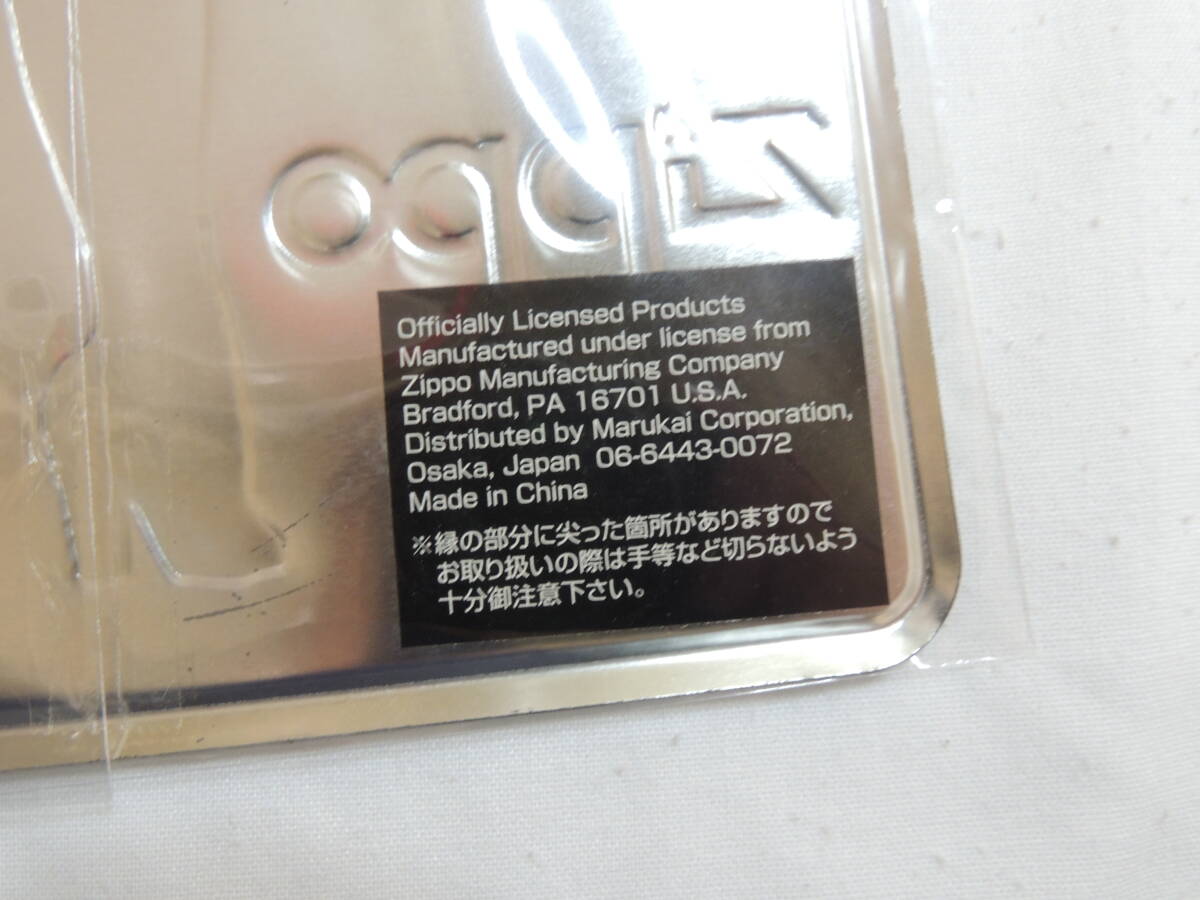 zippo
Officially Licensed Products
Manufactured under license from
Zippo Manufacturing Company
Bradford, PA 16701 U.S.A.
Distributed by Marukai Corporation,
Osaka, Japan 06-6443-0072
Made in China
※縁の部分に尖った箇所がありますので
お取り扱いの際は手等など切らないよう
十分御注意下さい。